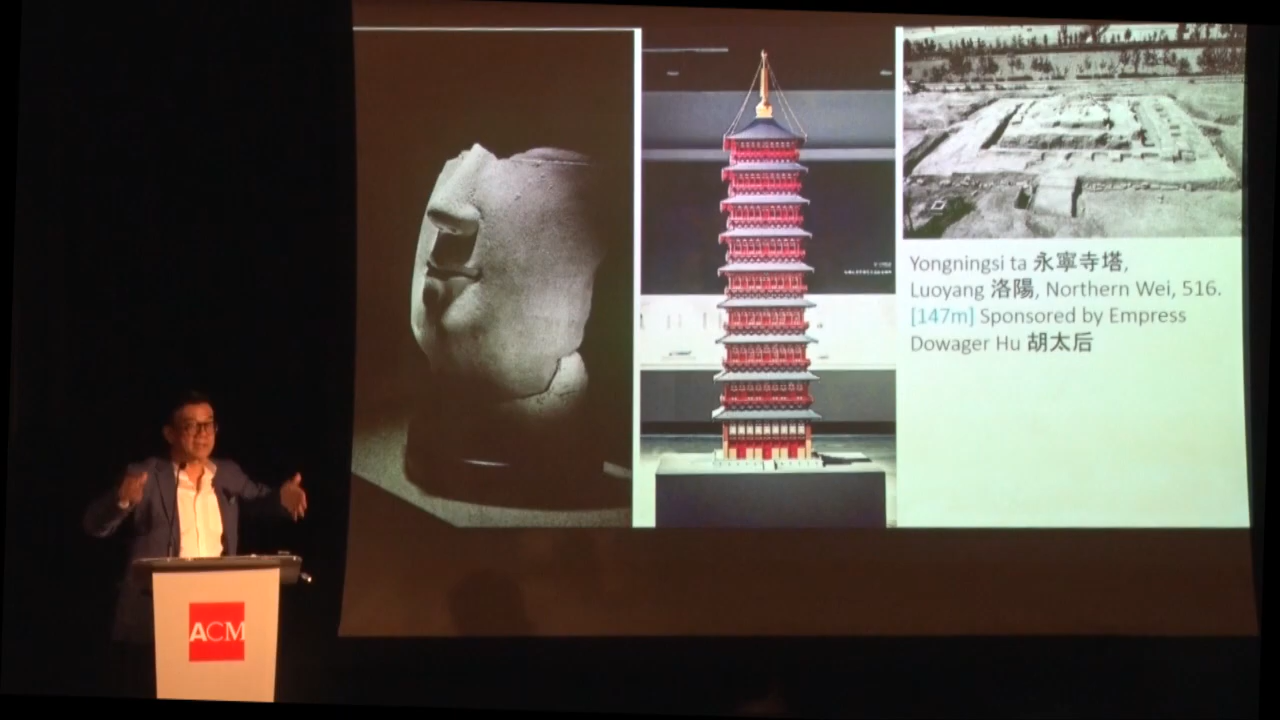 Yongningsi ta 永寧寺塔,
Luoyang 洛陽, Northern Wei, 516.
[147m] Sponsored by Empress
Dowager Hu 胡太后
ACM